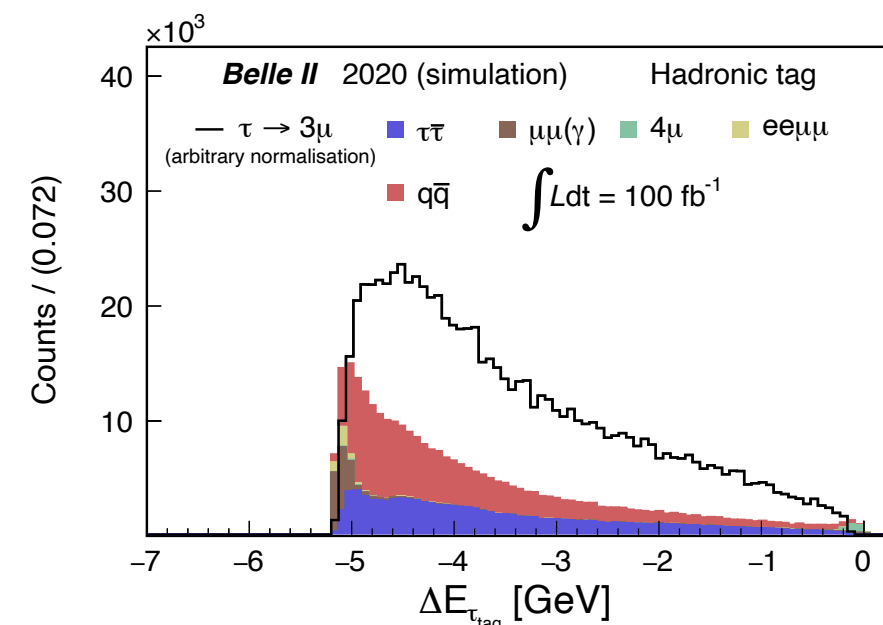 ×10³
Belle II 2020 (simulation) Hadronic tag
τ → 3μ ττ̅ μμ(γ) 4μ eeμμ
(arbitrary normalisation)
qq̅ ∫Ldt = 100 fb⁻¹
Counts / (0.072)
40
30
20
10
−7 −6 −5 −4 −3 −2 −1 0
ΔE_τtag [GeV]